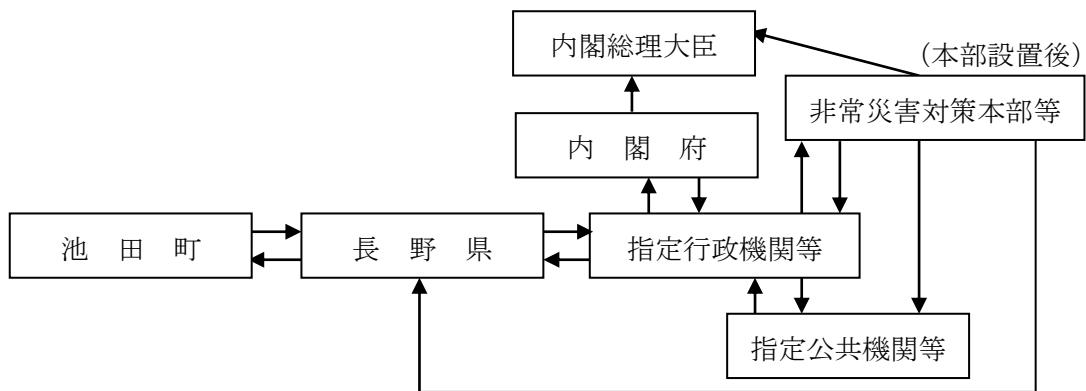 内閣総理大臣
（本部設置後）
非常災害対策本部等
内　閣　府
池　田　町
長　野　県
指定行政機関等
指定公共機関等